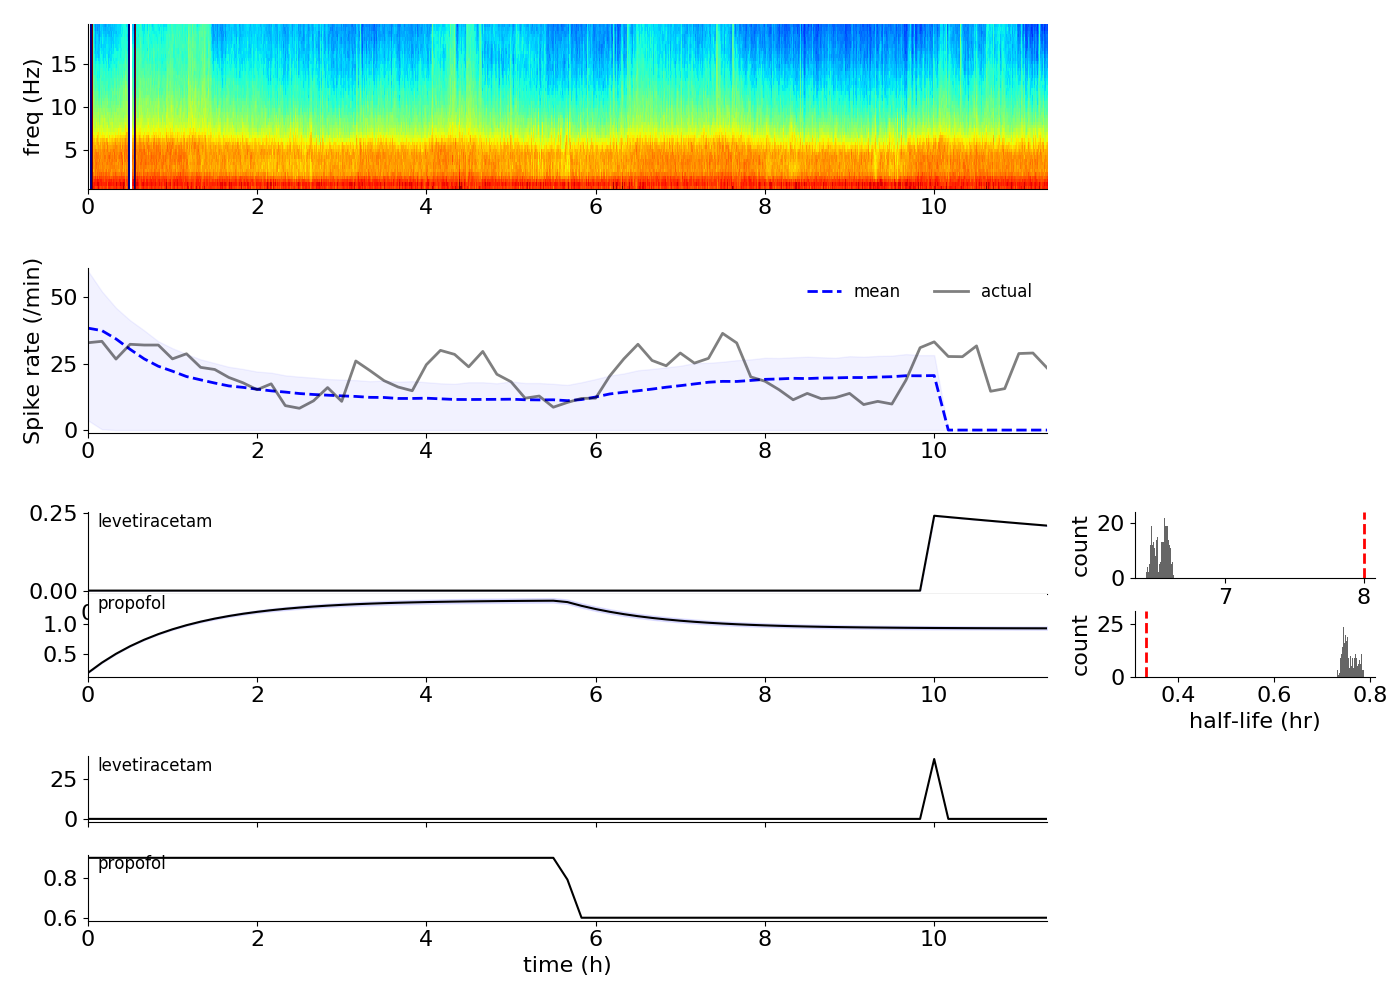 freq (Hz)
15
10
5
0 2 4 6 8 10
Spike rate (/min)
50
25
0
mean actual
0 2 4 6 8 10
0.25
0.00
levetiracetam
count
20
0
7 8
propofol
1.0
0.5
0 2 4 6 8 10
count
25
0
0.4 0.6 0.8
half-life (hr)
levetiracetam
25
0
propofol
0.8
0.6
0 2 4 6 8 10
time (h)